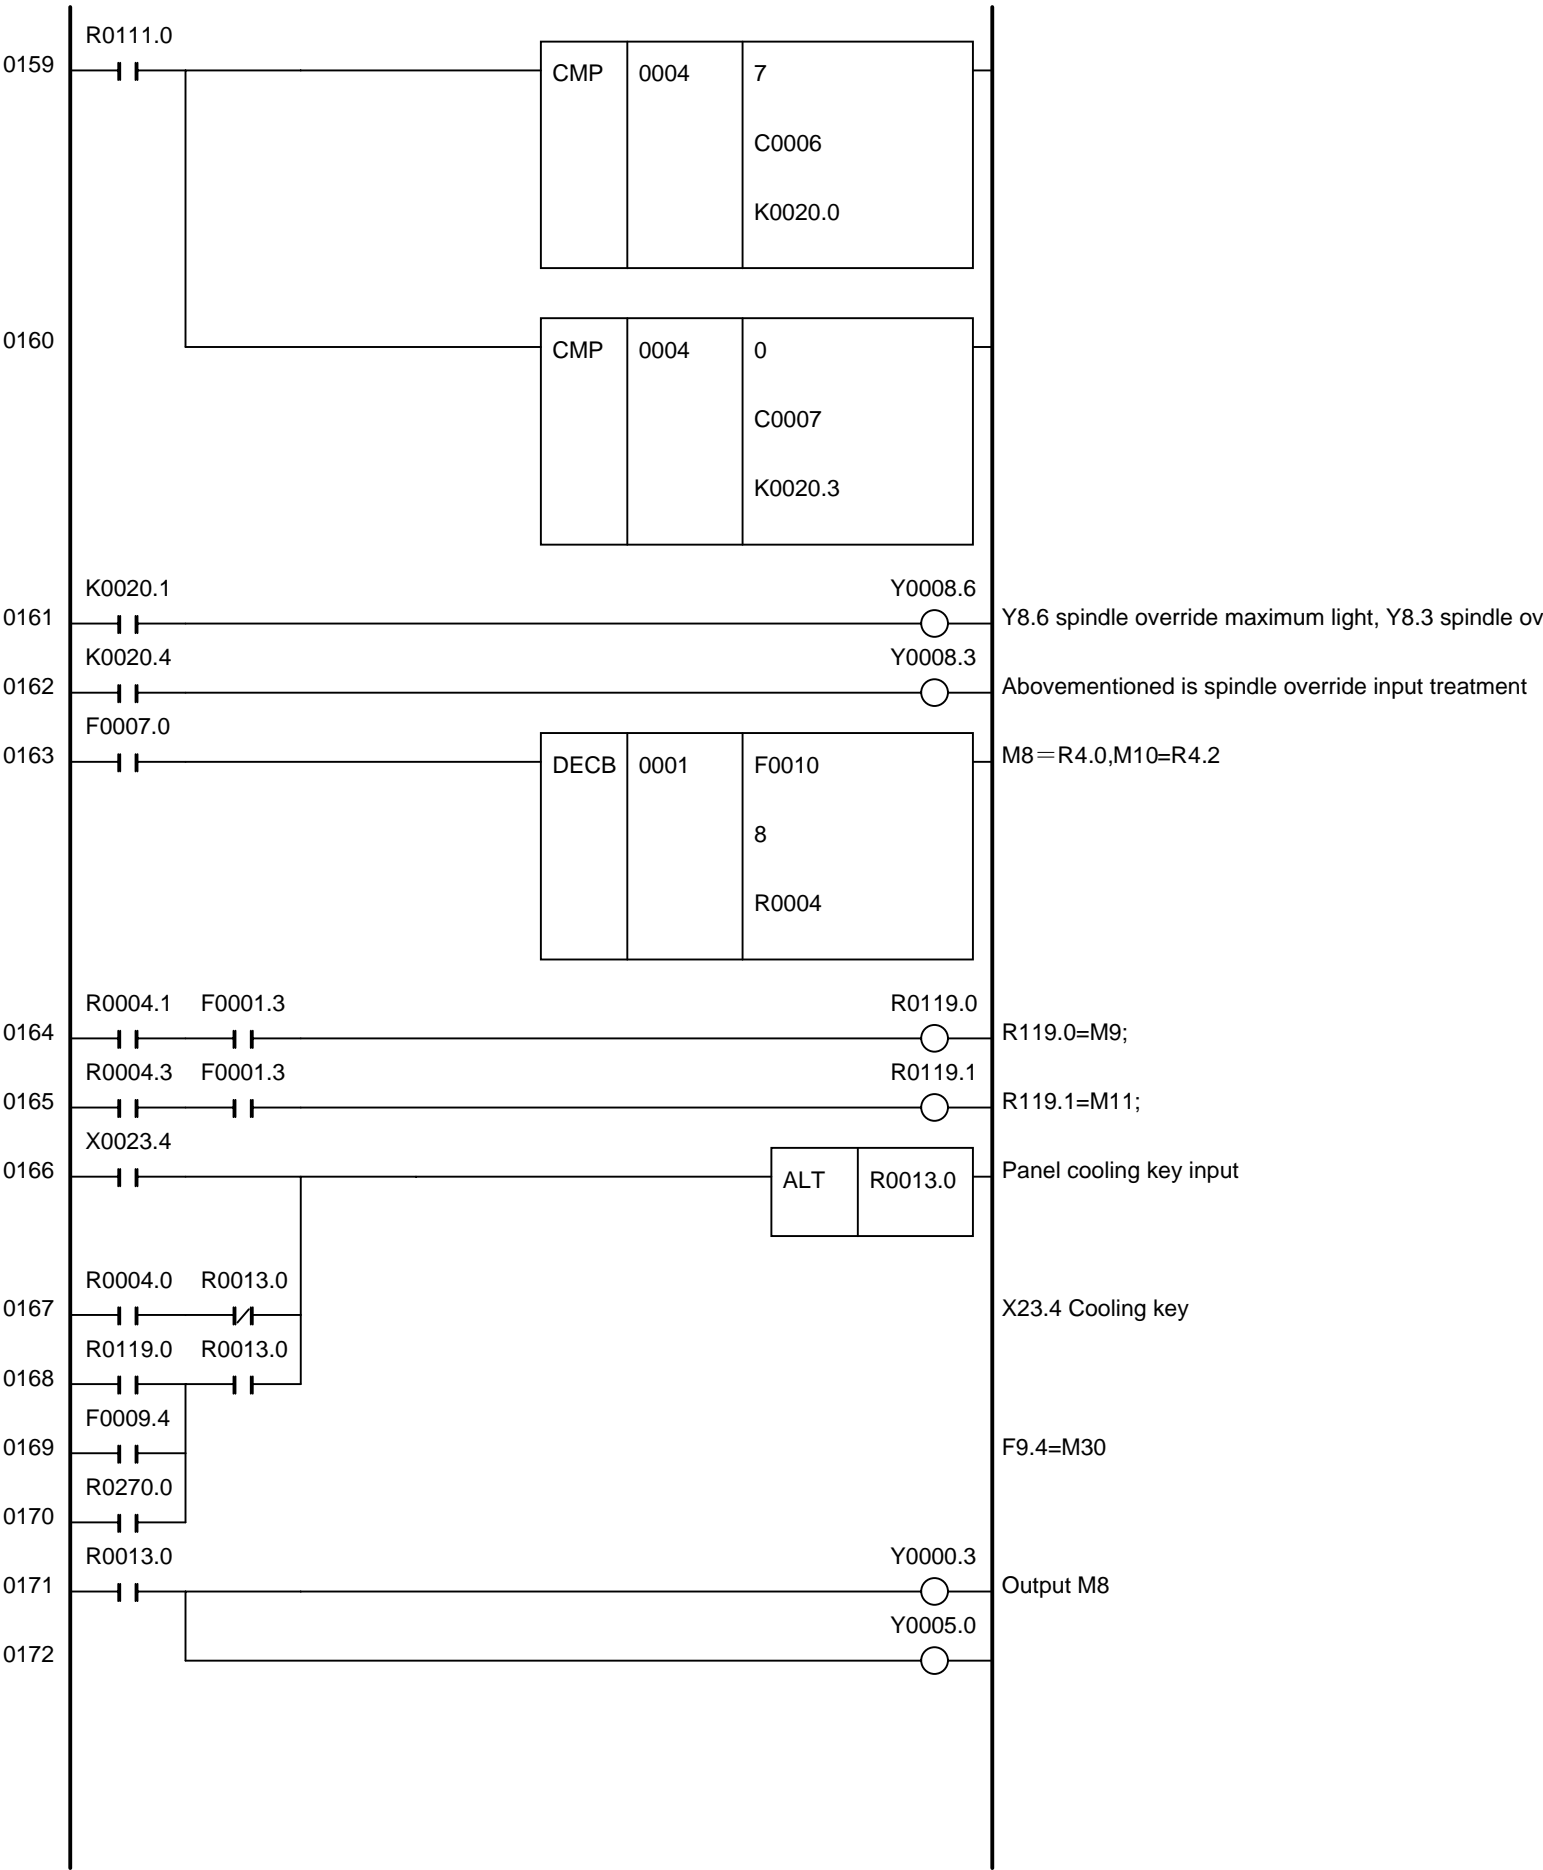 R0111.0
0159
CMP 0004 7
C0006
K0020.0
0160
CMP 0004 0
C0007
K0020.3
K0020.1 Y0008.6
0161 Y8.6 spindle override maximum light, Y8.3 spindle ov
K0020.4 Y0008.3
0162 Abovementioned is spindle override input treatment
F0007.0
0163 M8＝R4.0,M10=R4.2
DECB 0001 F0010
8
R0004
R0004.1 F0001.3 R0119.0
0164 R119.0=M9;
R0004.3 F0001.3 R0119.1
0165 R119.1=M11;
X0023.4
0166 Panel cooling key input
ALT R0013.0
R0004.0 R0013.0
0167 X23.4 Cooling key
R0119.0 R0013.0
0168
F0009.4
0169 F9.4=M30
R0270.0
0170
R0013.0 Y0000.3
0171 Output M8
Y0005.0
0172